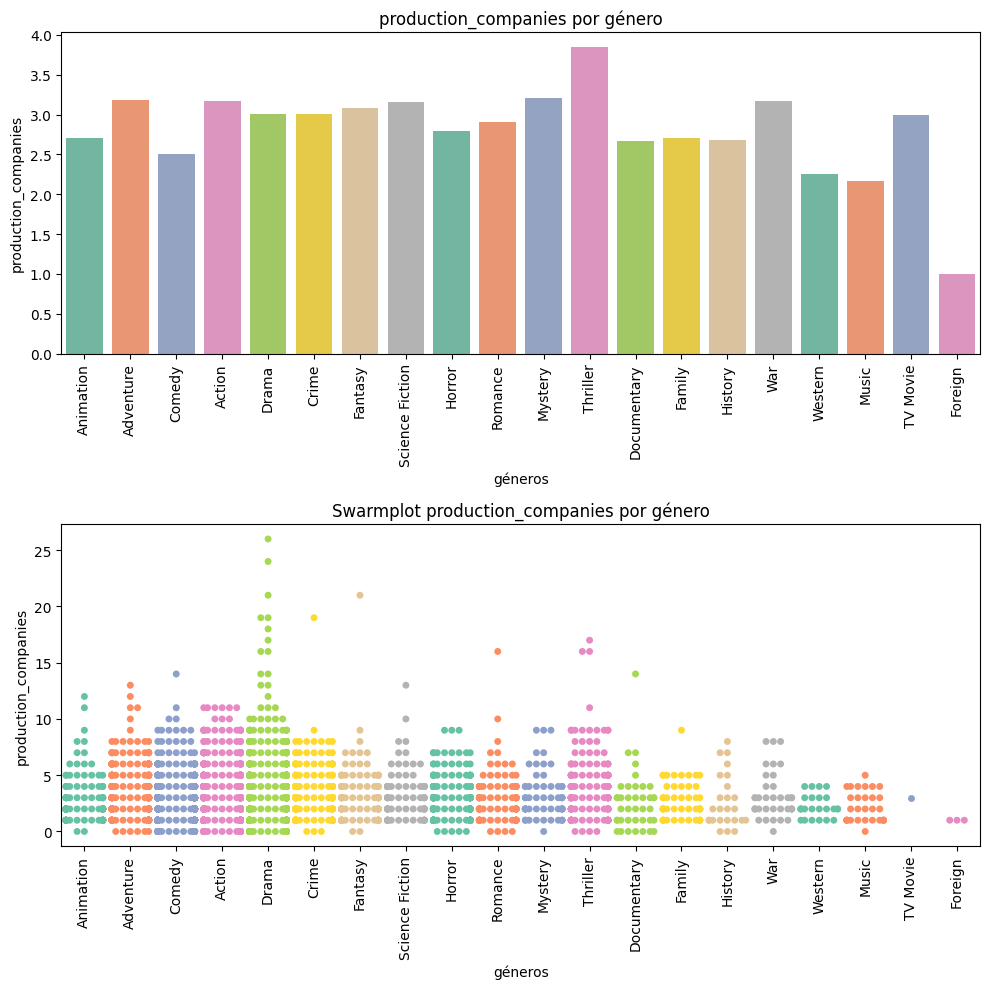 production_companies por género
production_companies
4.0
3.5
3.0
2.5
2.0
1.5
1.0
0.5
0.0
Animation
Adventure
Comedy
Action
Drama
Crime
Fantasy
Science Fiction
Horror
Romance
Mystery
Thriller
Documentary
Family
History
War
Western
Music
TV Movie
Foreign
géneros
Swarmplot production_companies por género
production_companies
25
20
15
10
5
0
Animation
Adventure
Comedy
Action
Drama
Crime
Fantasy
Science Fiction
Horror
Romance
Mystery
Thriller
Documentary
Family
History
War
Western
Music
TV Movie
Foreign
géneros